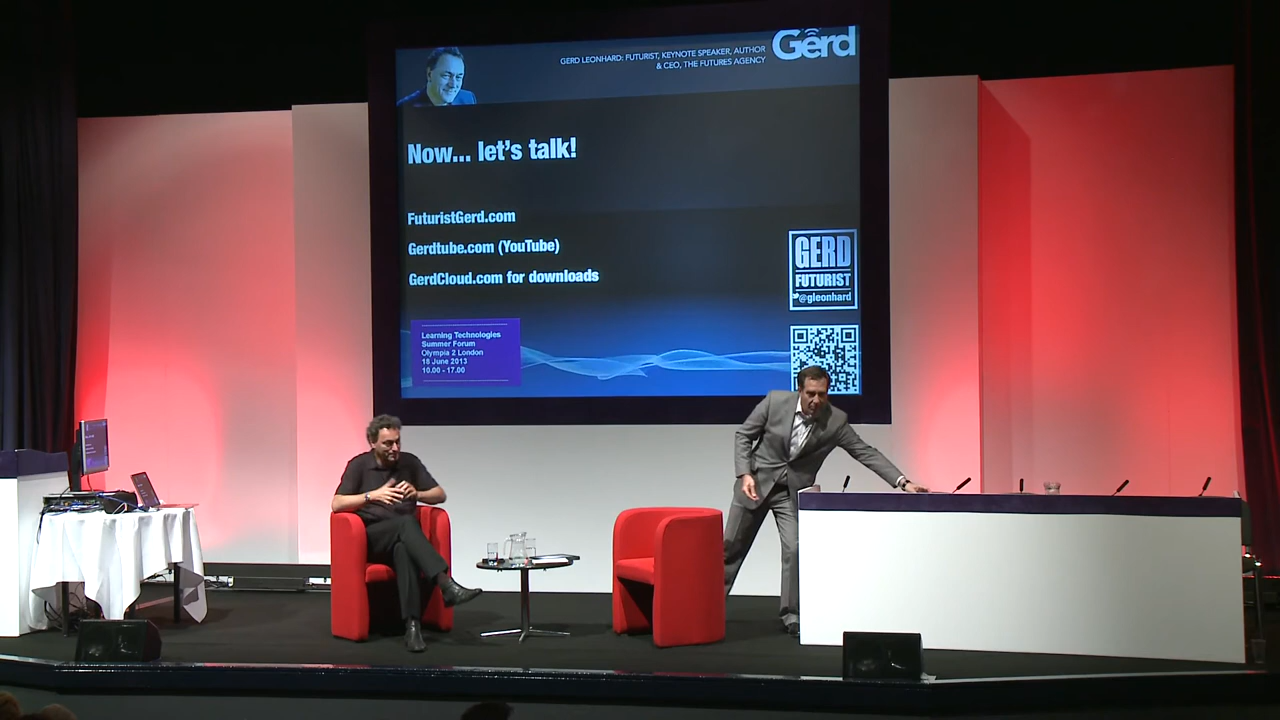 GERD LEONHARD: FUTURIST, KEYNOTE SPEAKER, AUTHOR
& CEO, THE FUTURES AGENCY
Gerd
Now... let's talk!
FuturistGerd.com
Gerdtube.com (YouTube)
GerdCloud.com for downloads
GERD
FUTURIST
@gleonhard
Learning Technologies
Summer Forum
Olympia 2 London
18 June 2013
10.00 - 17.00